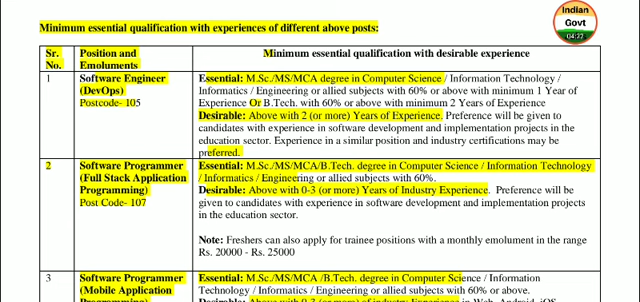 Indian
Govt
04:22
Minimum essential qualification with experiences of different above posts:
Sr. No.
Position and Emoluments
Minimum essential qualification with desirable experience
1
Software Engineer
(DevOps)
Postcode- 105
Essential: M.Sc./MS/MCA degree in Computer Science / Information Technology /
Informatics / Engineering or allied subjects with 60% or above with minimum 1 Year of
Experience Or B.Tech. with 60% or above with minimum 2 Years of Experience
Desirable: Above with 2 (or more) Years of Experience. Preference will be given to
candidates with experience in software development and implementation projects in the
education sector. Experience in a similar position and industry certifications may be
preferred.
2
Software Programmer
(Full Stack Application
Programming)
Post Code- 107
Essential: M.Sc./MS/MCA/B.Tech. degree in Computer Science / Information Technology
/ Informatics / Engineering or allied subjects with 60%.
Desirable: Above with 0-3 (or more) Years of Industry Experience. Preference will be
given to candidates with experience in software development and implementation projects
in the education sector.
Note: Freshers can also apply for trainee positions with a monthly emolument in the range
Rs. 20000 - Rs. 25000
3
Software Programmer
(Mobile Application
Essential: M.Sc./MS/MCA /B.Tech. degree in Computer Science / Information
Technology / Informatics / Engineering or allied subjects with 60% or above.